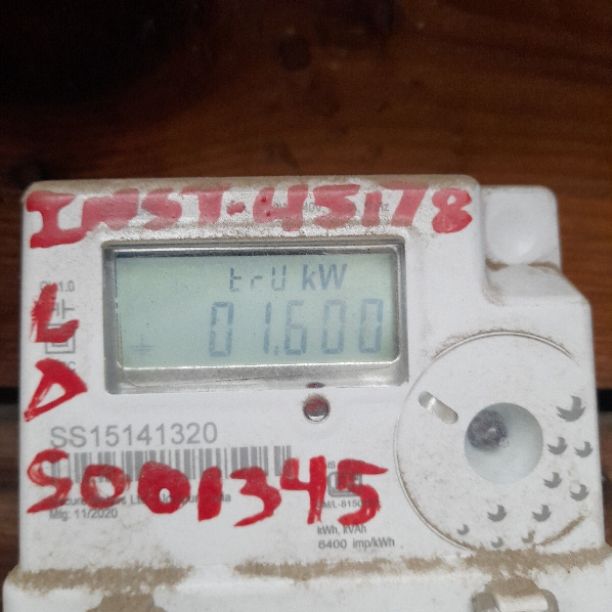 INST-45178
trU kW
01.600
L
D
SS15141320
S001345
Mfg: 11/2020
kWh, kVAh
6400 imp/kWh